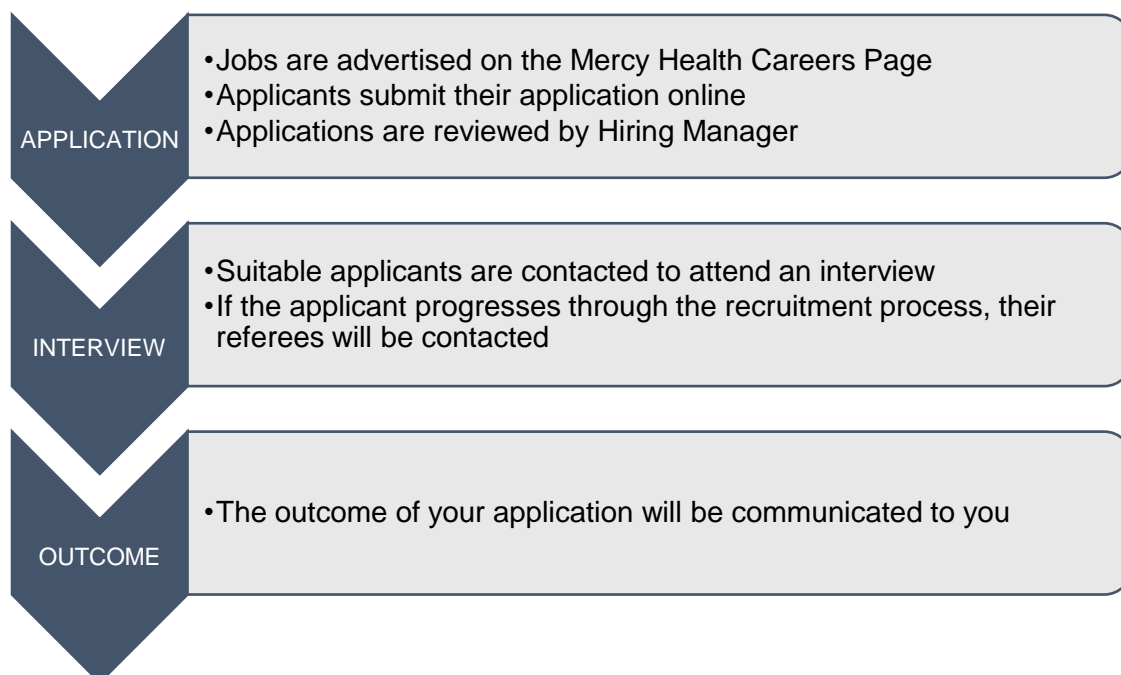 APPLICATION
•Jobs are advertised on the Mercy Health Careers Page
•Applicants submit their application online
•Applications are reviewed by Hiring Manager
INTERVIEW
•Suitable applicants are contacted to attend an interview
•If the applicant progresses through the recruitment process, their
referees will be contacted
OUTCOME
•The outcome of your application will be communicated to you